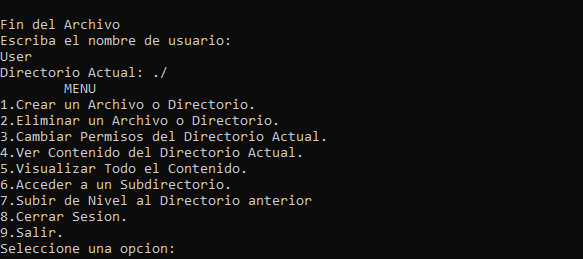 Fin del Archivo
Escriba el nombre de usuario:
User
Directorio Actual: ./
MENU
1.Crear un Archivo o Directorio.
2.Eliminar un Archivo o Directorio.
3.Cambiar Permisos del Directorio Actual.
4.Ver Contenido del Directorio Actual.
5.Visualizar Todo el Contenido.
6.Acceder a un Subdirectorio.
7.Subir de Nivel al Directorio anterior
8.Cerrar Sesion.
9.Salir.
Seleccione una opcion: